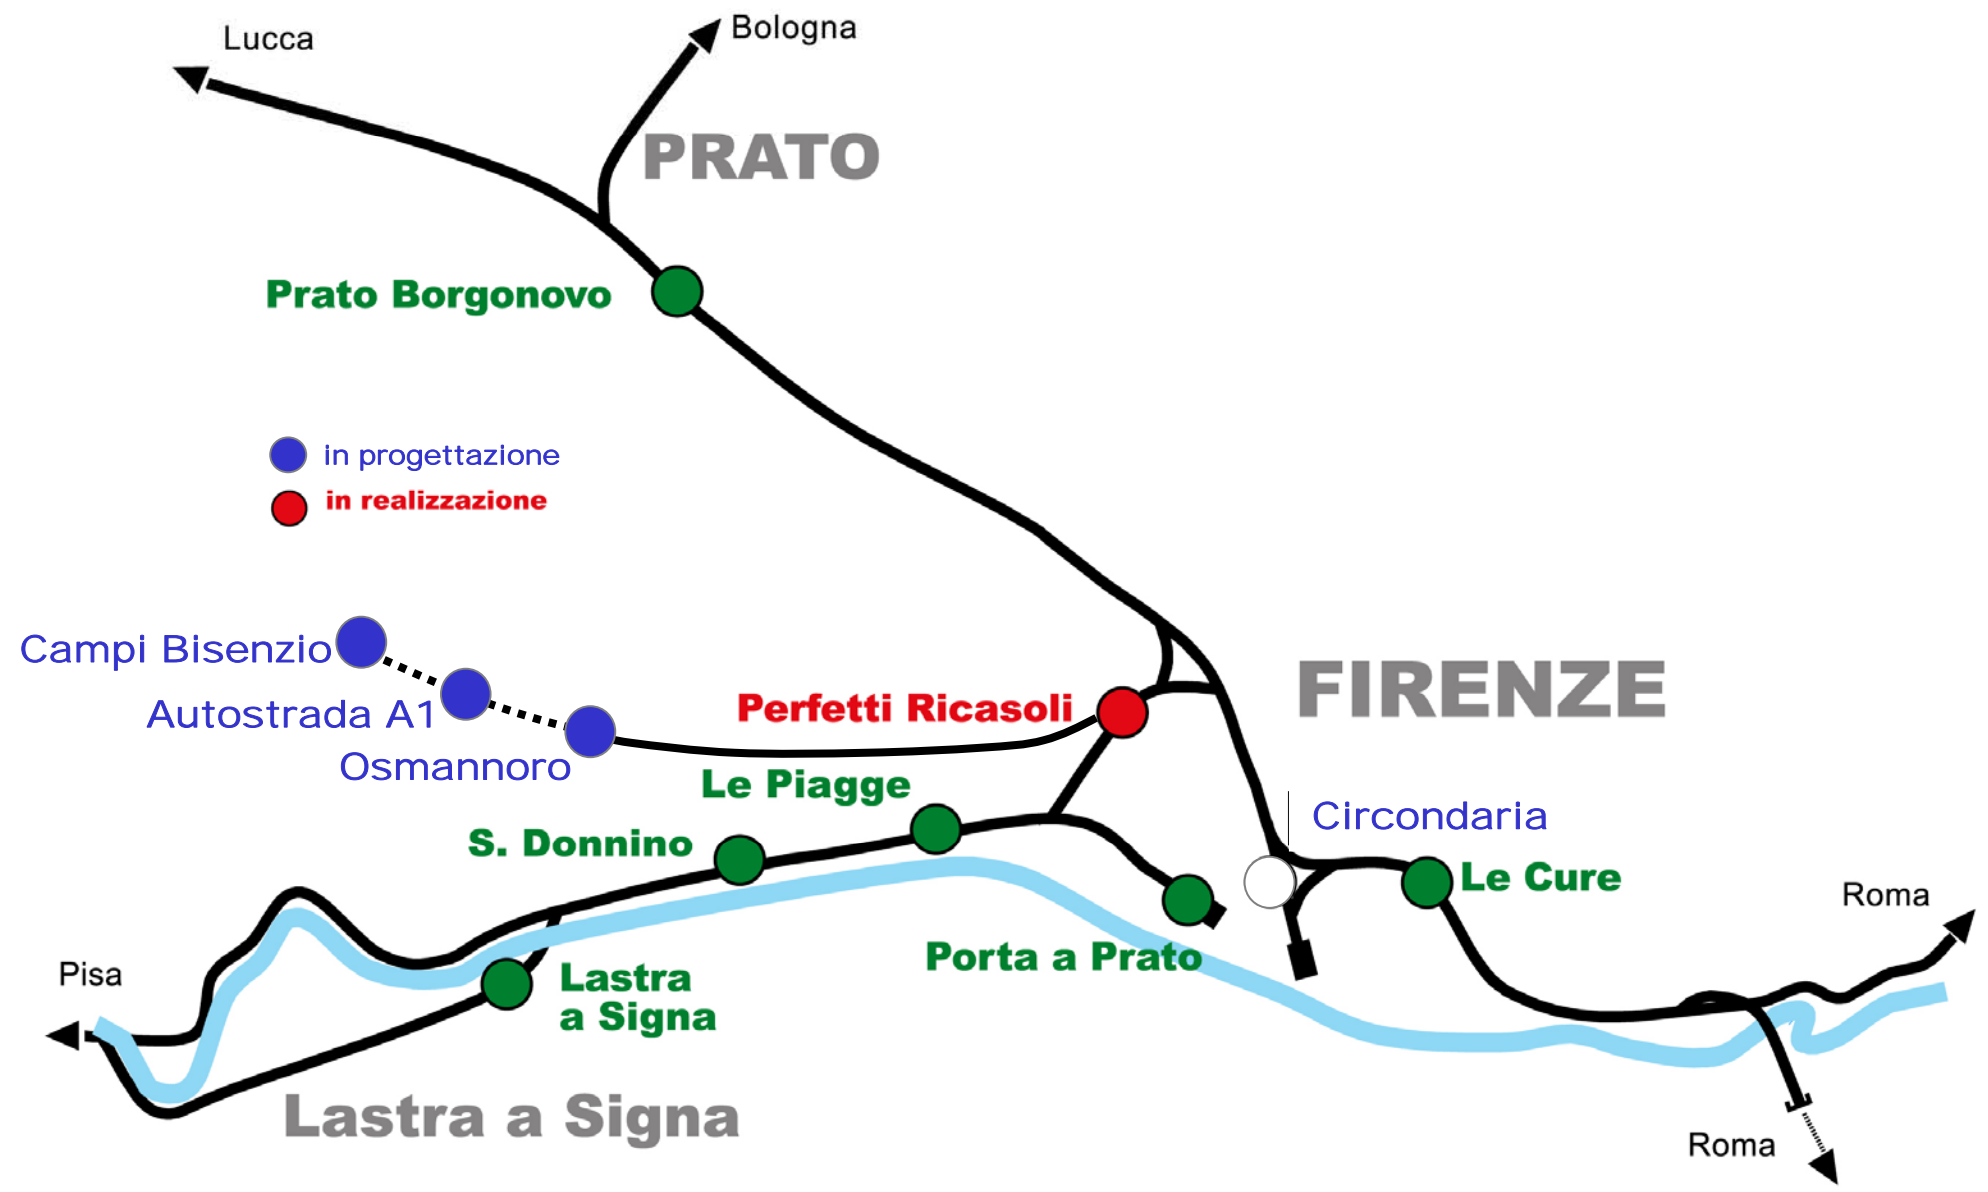 Lucca
Bologna
PRATO
Prato Borgonovo
in progettazione
in realizzazione
Campi Bisenzio
Autostrada A1
Osmannoro
Perfetti Ricasoli
FIRENZE
Le Piagge
S. Donnino
Circondaria
Le Cure
Roma
Porta a Prato
Pisa
Lastra
a Signa
Lastra a Signa
Roma